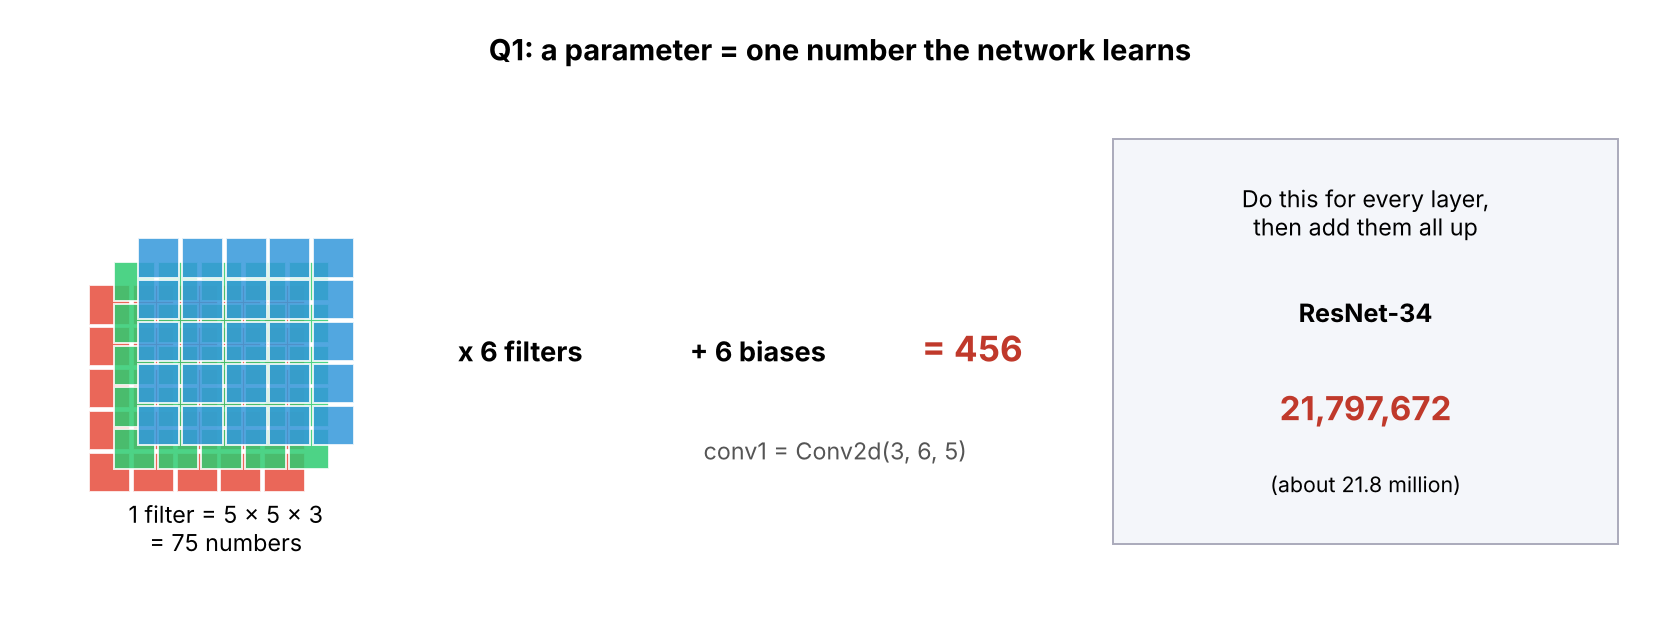 Q1: a parameter = one number the network learns
x 6 filters
+ 6 biases
= 456
conv1 = Conv2d(3, 6, 5)
1 filter = 5 × 5 × 3
= 75 numbers
Do this for every layer,
then add them all up
ResNet-34
21,797,672
(about 21.8 million)